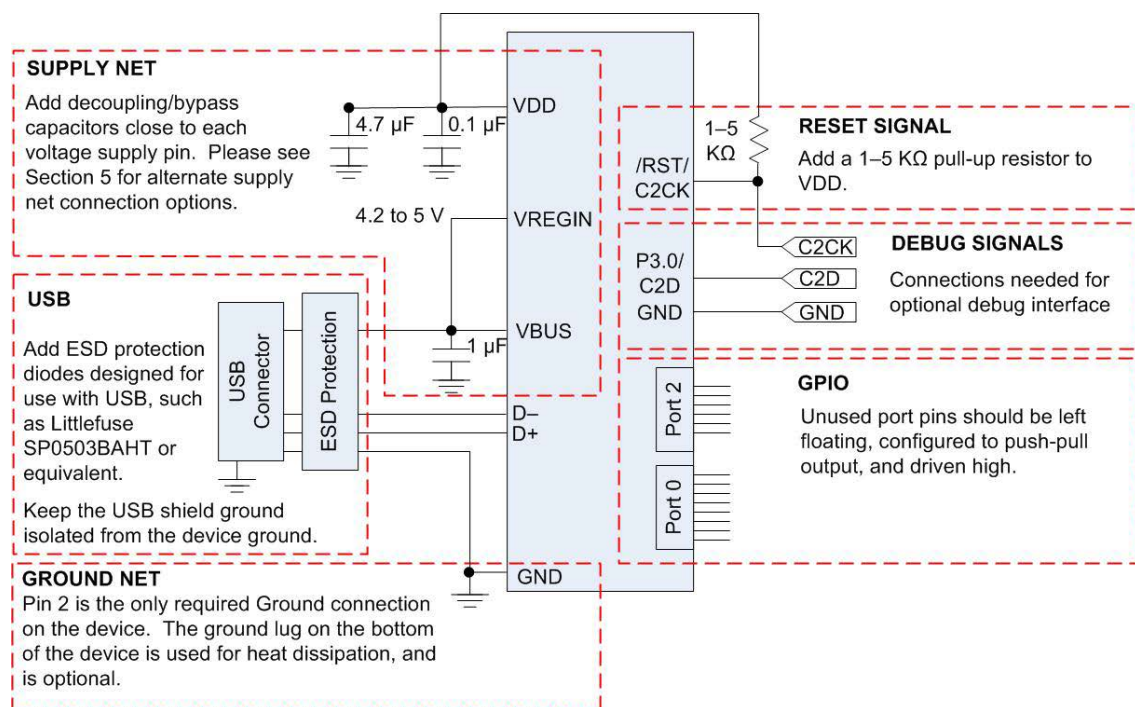 SUPPLY NET
Add decoupling/bypass
capacitors close to each
voltage supply pin. Please see
Section 5 for alternate supply
net connection options.
4.7 µF
0.1 µF
VDD
4.2 to 5 V
VREGIN
USB
Add ESD protection
diodes designed for
use with USB, such
as Littlefuse
SP0503BAHT or
equivalent.
Keep the USB shield ground
isolated from the device ground.
USB
Connector
ESD Protection
VBUS
1 µF
D–
D+
GROUND NET
Pin 2 is the only required Ground connection
on the device. The ground lug on the bottom
of the device is used for heat dissipation, and
is optional.
GND
1–5
KΩ
/RST/
C2CK
RESET SIGNAL
Add a 1–5 KΩ pull-up resistor to
VDD.
P3.0/
C2D
GND
C2CK
C2D
GND
DEBUG SIGNALS
Connections needed for
optional debug interface
Port 2
Port 0
GPIO
Unused port pins should be left
floating, configured to push-pull
output, and driven high.